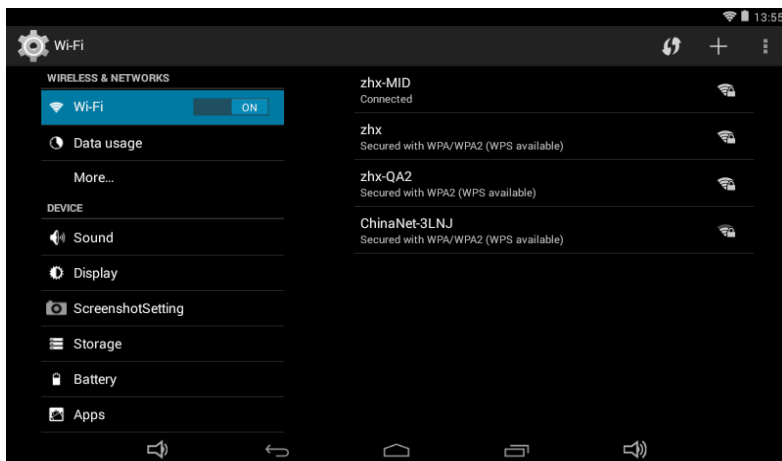 13:55
Wi-Fi
WIRELESS & NETWORKS
Wi-Fi ON
Data usage
More...
DEVICE
Sound
Display
ScreenshotSetting
Storage
Battery
Apps
zhx-MID
Connected
zhx
Secured with WPA/WPA2 (WPS available)
zhx-QA2
Secured with WPA2 (WPS available)
ChinaNet-3LNJ
Secured with WPA/WPA2 (WPS available)